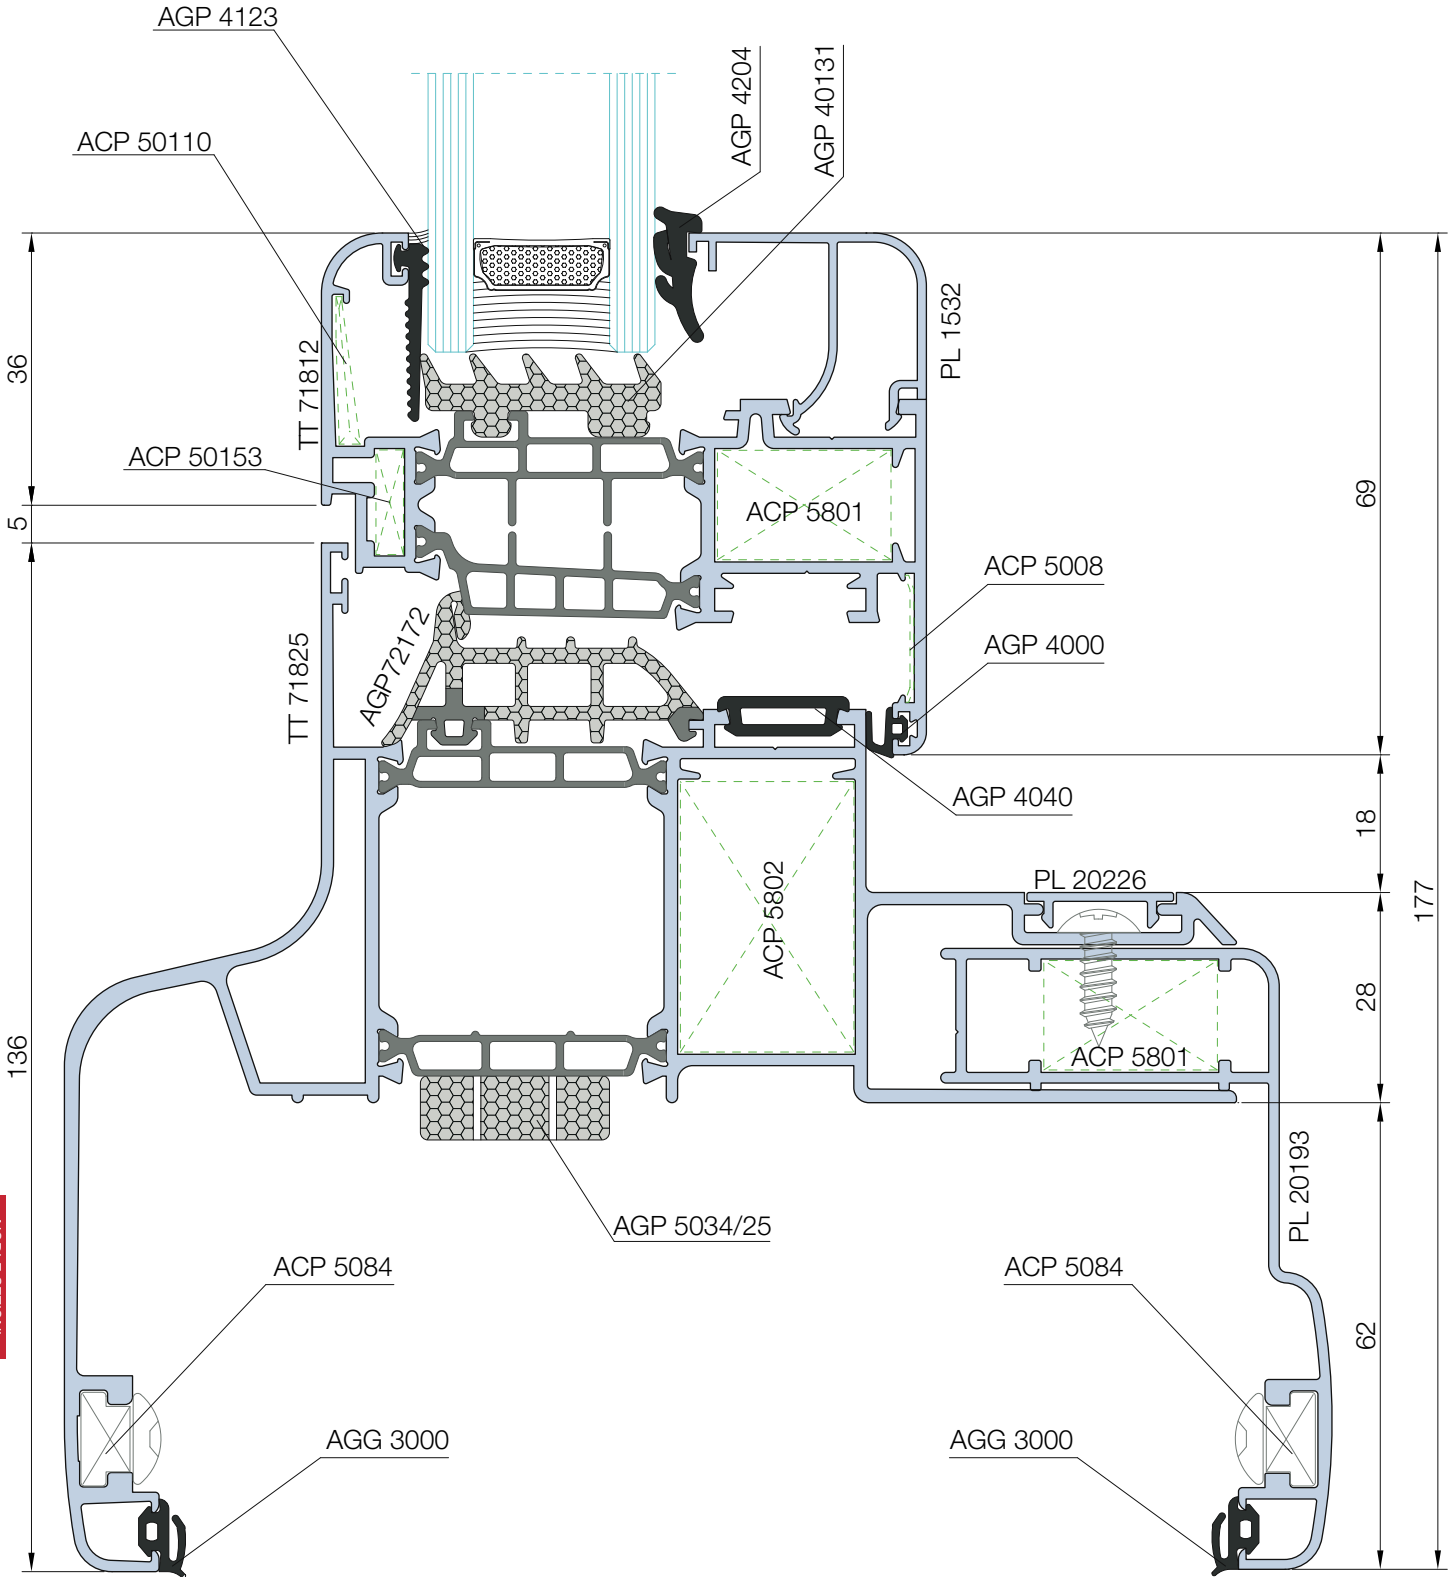 AGP 4123
AGP 4204
AGP 40131
ACP 50110
PL 1532
36
TT 71812
ACP 50153
ACP 5801
69
5
ACP 5008
AGP72172
TT 71825
AGP 4000
AGP 4040
18
PL 20226
ACP 5802
177
28
136
ACP 5801
PL 20193
AGP 5034/25
ACP 5084
ACP 5084
62
AGG 3000
AGG 3000